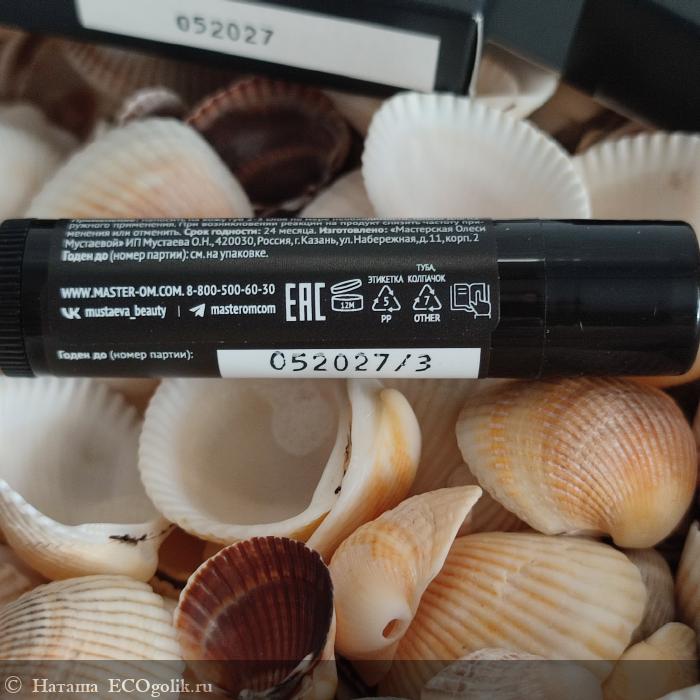 052027
ружного применения. При возникновении реакции на продукт снизить частоту при-
менения или отменить. Срок годности: 24 месяца. Изготовлено: «Мастерская Олеси
Мустаевой» ИП Мустаева О.Н., 420030, Россия, г. Казань, ул. Набережная, д. 11, корп. 2
Годен до (номер партии): см. на упаковке.
WWW.MASTER-OM.COM. 8-800-500-60-30
mustaeva_beauty | masteromcom
EAC
12M
ЭТИКЕТКА
5
PP
ТУБА,
КОЛПАЧОК
7
OTHER
Годен до (номер партии):
052027/3
© Наташа ECOgolik.ru